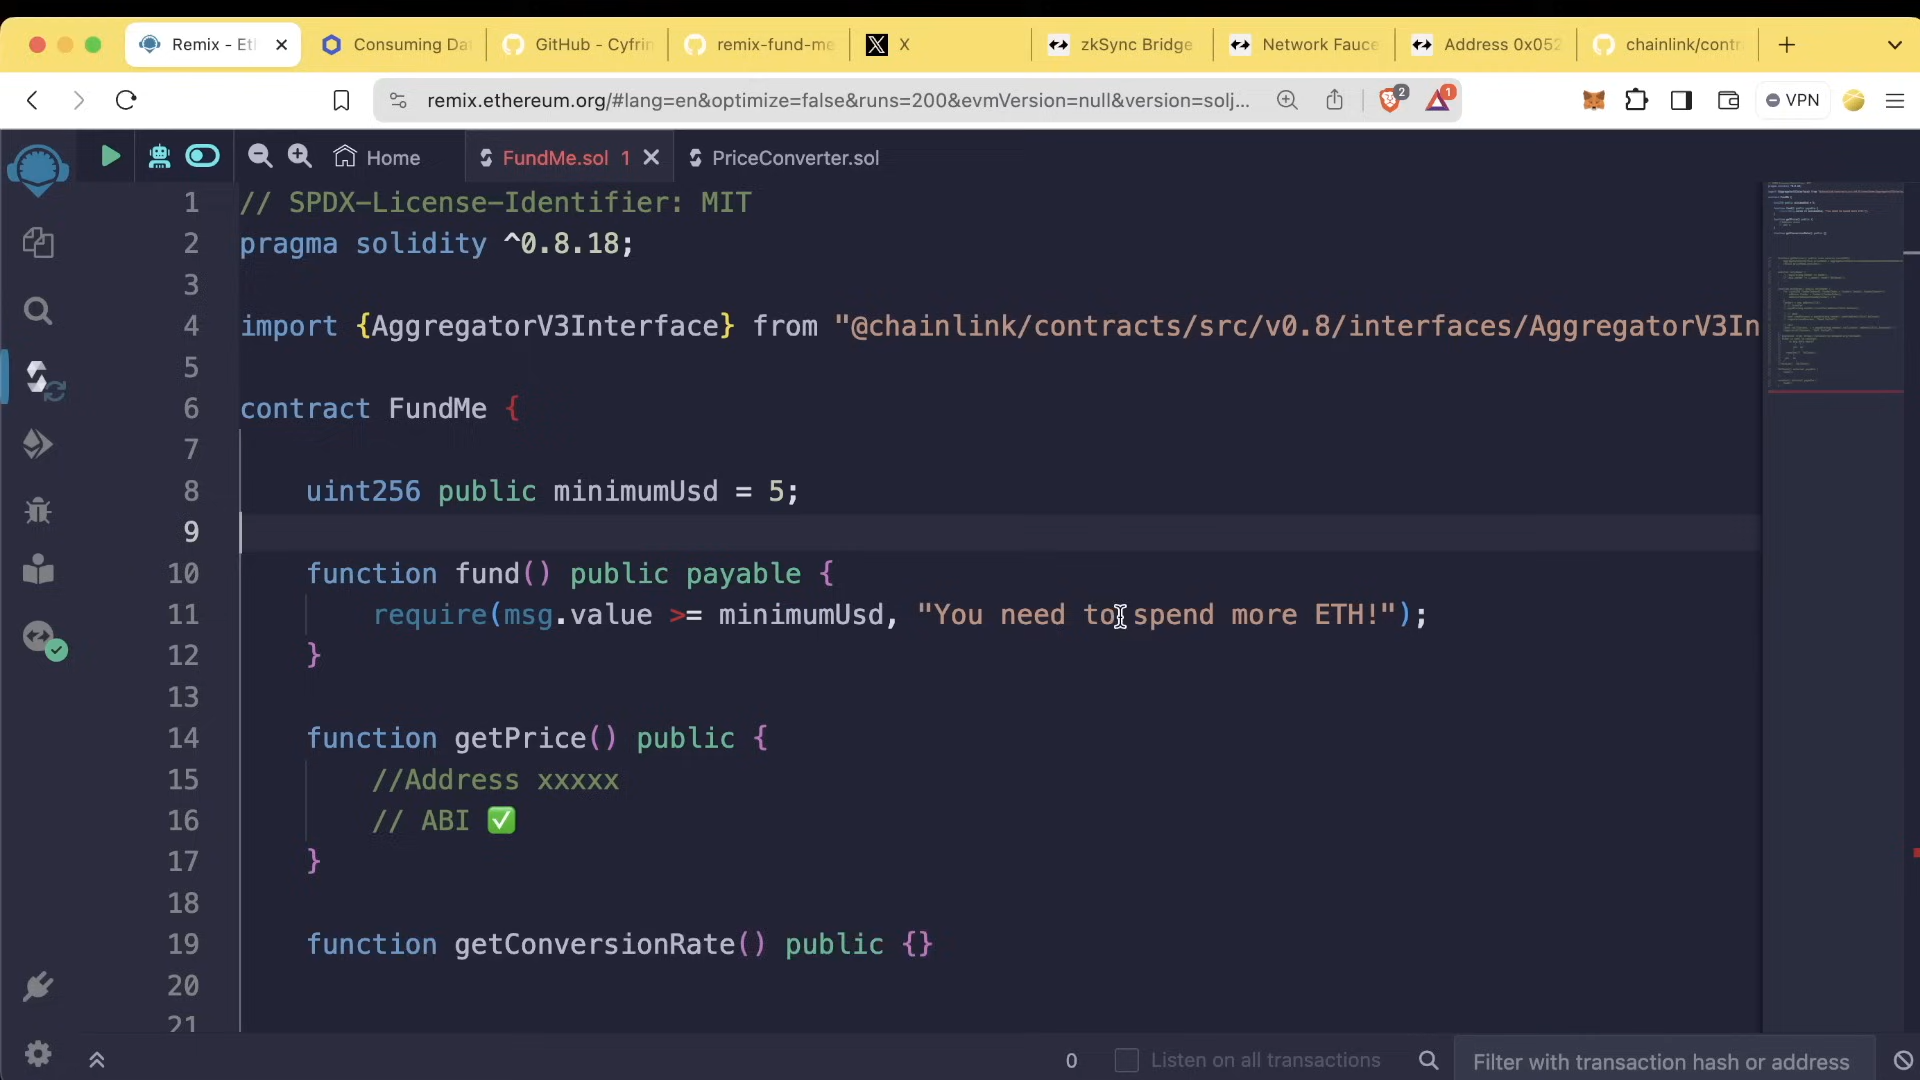 Remix - Et
Consuming Da
GitHub - Cyfrin
remix-fund-me
X
zkSync Bridge
Network Fauce
Address 0x052
chainlink/contr
remix.ethereum.org/#lang=en&optimize=false&runs=200&evmVersion=null&version=solj...
2
1
VPN
Home
FundMe.sol 1
PriceConverter.sol
1 // SPDX-License-Identifier: MIT
2 pragma solidity ^0.8.18;
3
4 import {AggregatorV3Interface} from "@chainlink/contracts/src/v0.8/interfaces/AggregatorV3In
5
6 contract FundMe {
7
8 uint256 public minimumUsd = 5;
9
10 function fund() public payable {
11 require(msg.value >= minimumUsd, "You need to spend more ETH!");
12 }
13
14 function getPrice() public {
15 //Address xxxxx
16 // ABI ✅
17 }
18
19 function getConversionRate() public {}
20
21
0
Listen on all transactions
Filter with transaction hash or address